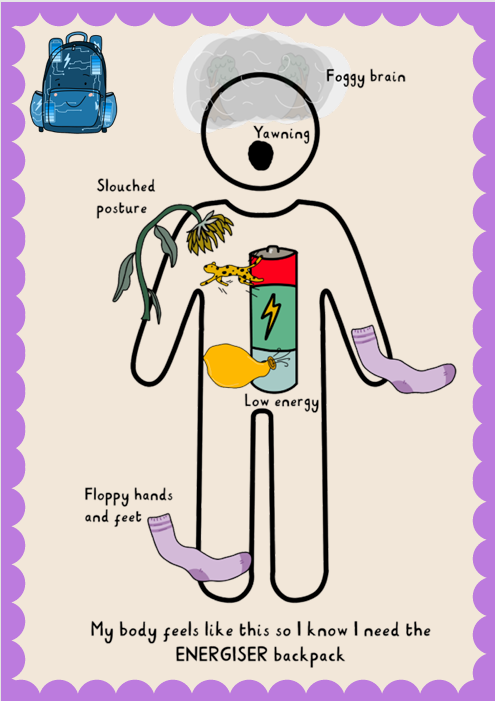 Foggy brain
Yawning
Slouched
posture
Low energy
Floppy hands
and feet
My body feels like this so I know I need the
ENERGISER backpack